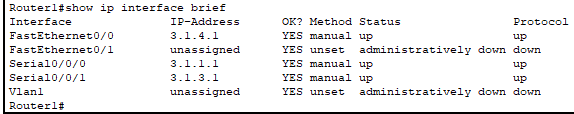 Router1#show ip interface brief
Interface              IP-Address      OK? Method Status                Protocol
FastEthernet0/0        3.1.4.1         YES manual up                    up
FastEthernet0/1        unassigned      YES unset  administratively down down
Serial0/0/0            3.1.1.1         YES manual up                    up
Serial0/0/1            3.1.3.1         YES manual up                    up
Vlan1                  unassigned      YES unset  administratively down down
Router1#